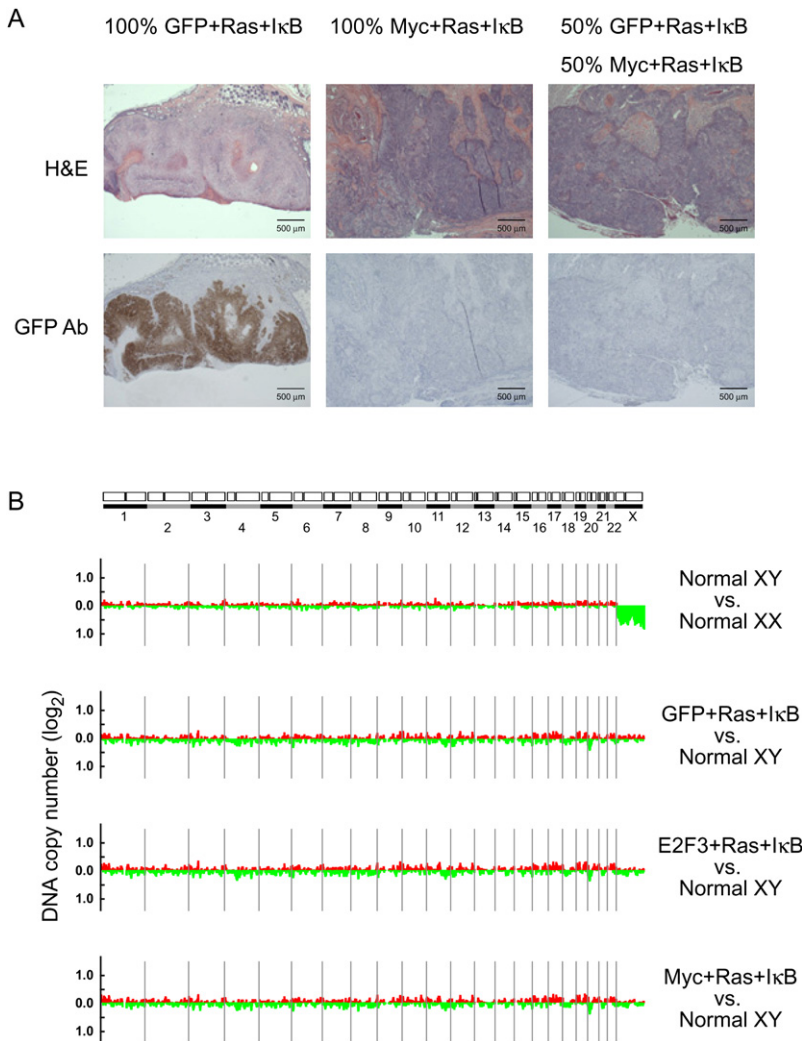 A
100% GFP+Ras+IκB
100% Myc+Ras+IκB
50% GFP+Ras+IκB
50% Myc+Ras+IκB
H&E
500 μm
500 μm
500 μm
GFP Ab
500 μm
500 μm
500 μm
B
1 2 3 4 5 6 7 8 9 10 11 12 13 14 15 16 17 18 19 20 21 22 X
DNA copy number (log2)
1.0
0.0
1.0
Normal XY
vs.
Normal XX
1.0
0.0
1.0
GFP+Ras+IκB
vs.
Normal XY
1.0
0.0
1.0
E2F3+Ras+IκB
vs.
Normal XY
1.0
0.0
1.0
Myc+Ras+IκB
vs.
Normal XY